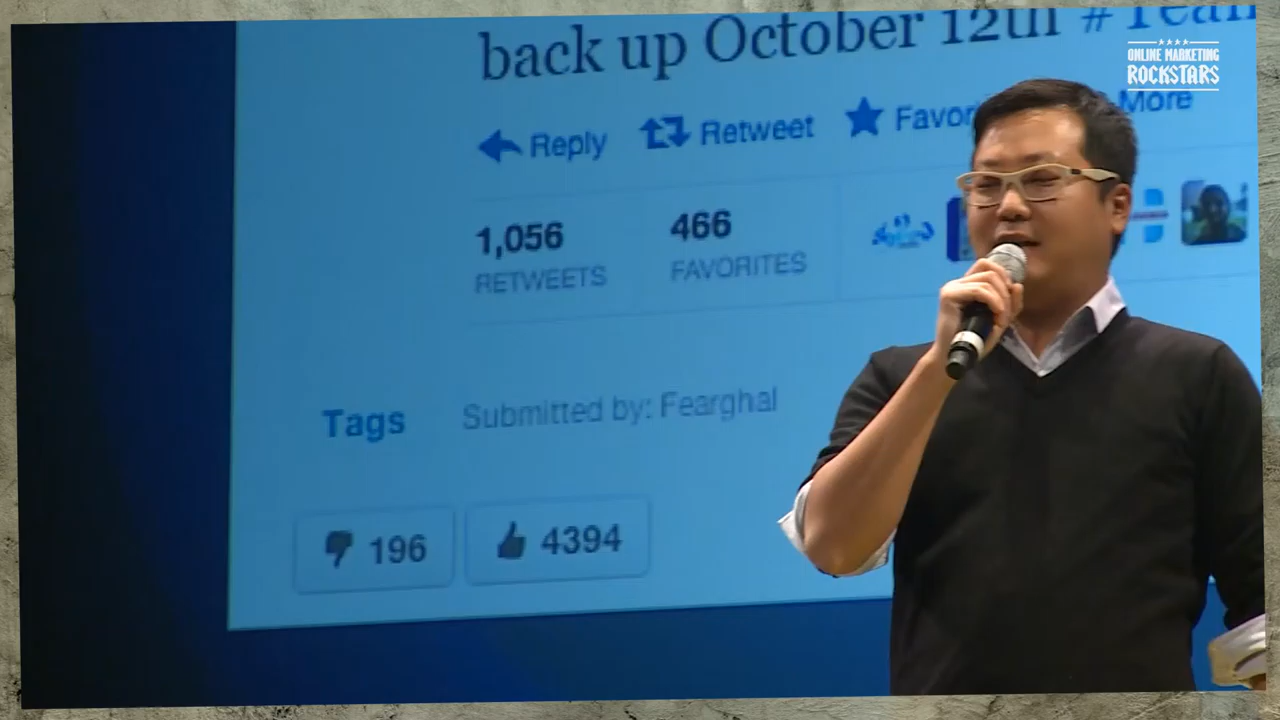 back up October 12th
ONLINE MARKETING
ROCKSTARS
Reply Retweet More
1,056 466
RETWEETS FAVORITES
Tags Submitted by: Fearghal
196 4394